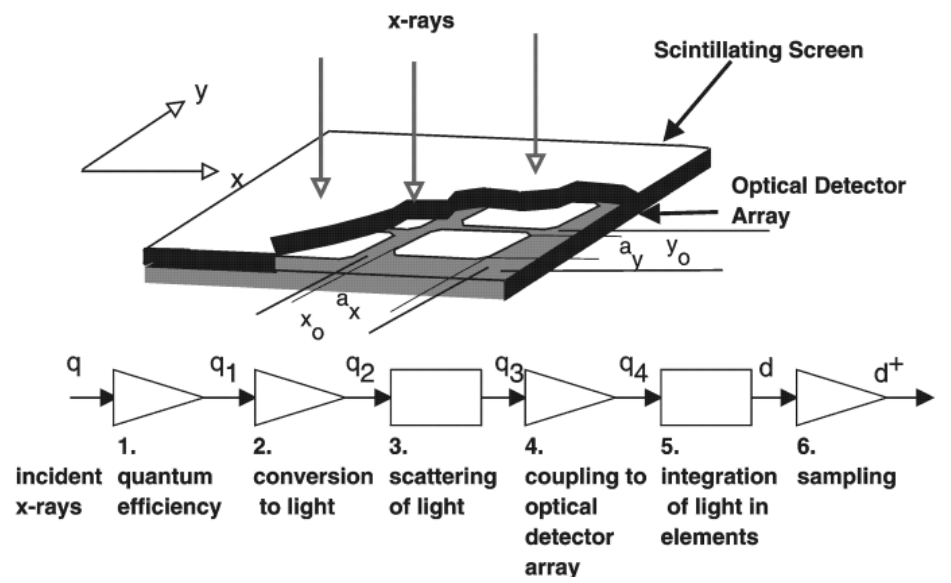 x-rays
Scintillating Screen
y
x
Optical Detector
Array
a_y
y_o
a_x
x_o
q
q_1
q_2
q_3
q_4
d
d^+
1.
2.
3.
4.
5.
6.
incident
x-rays
quantum
efficiency
conversion
to light
scattering
of light
coupling to
optical
detector
array
integration
of light in
elements
sampling